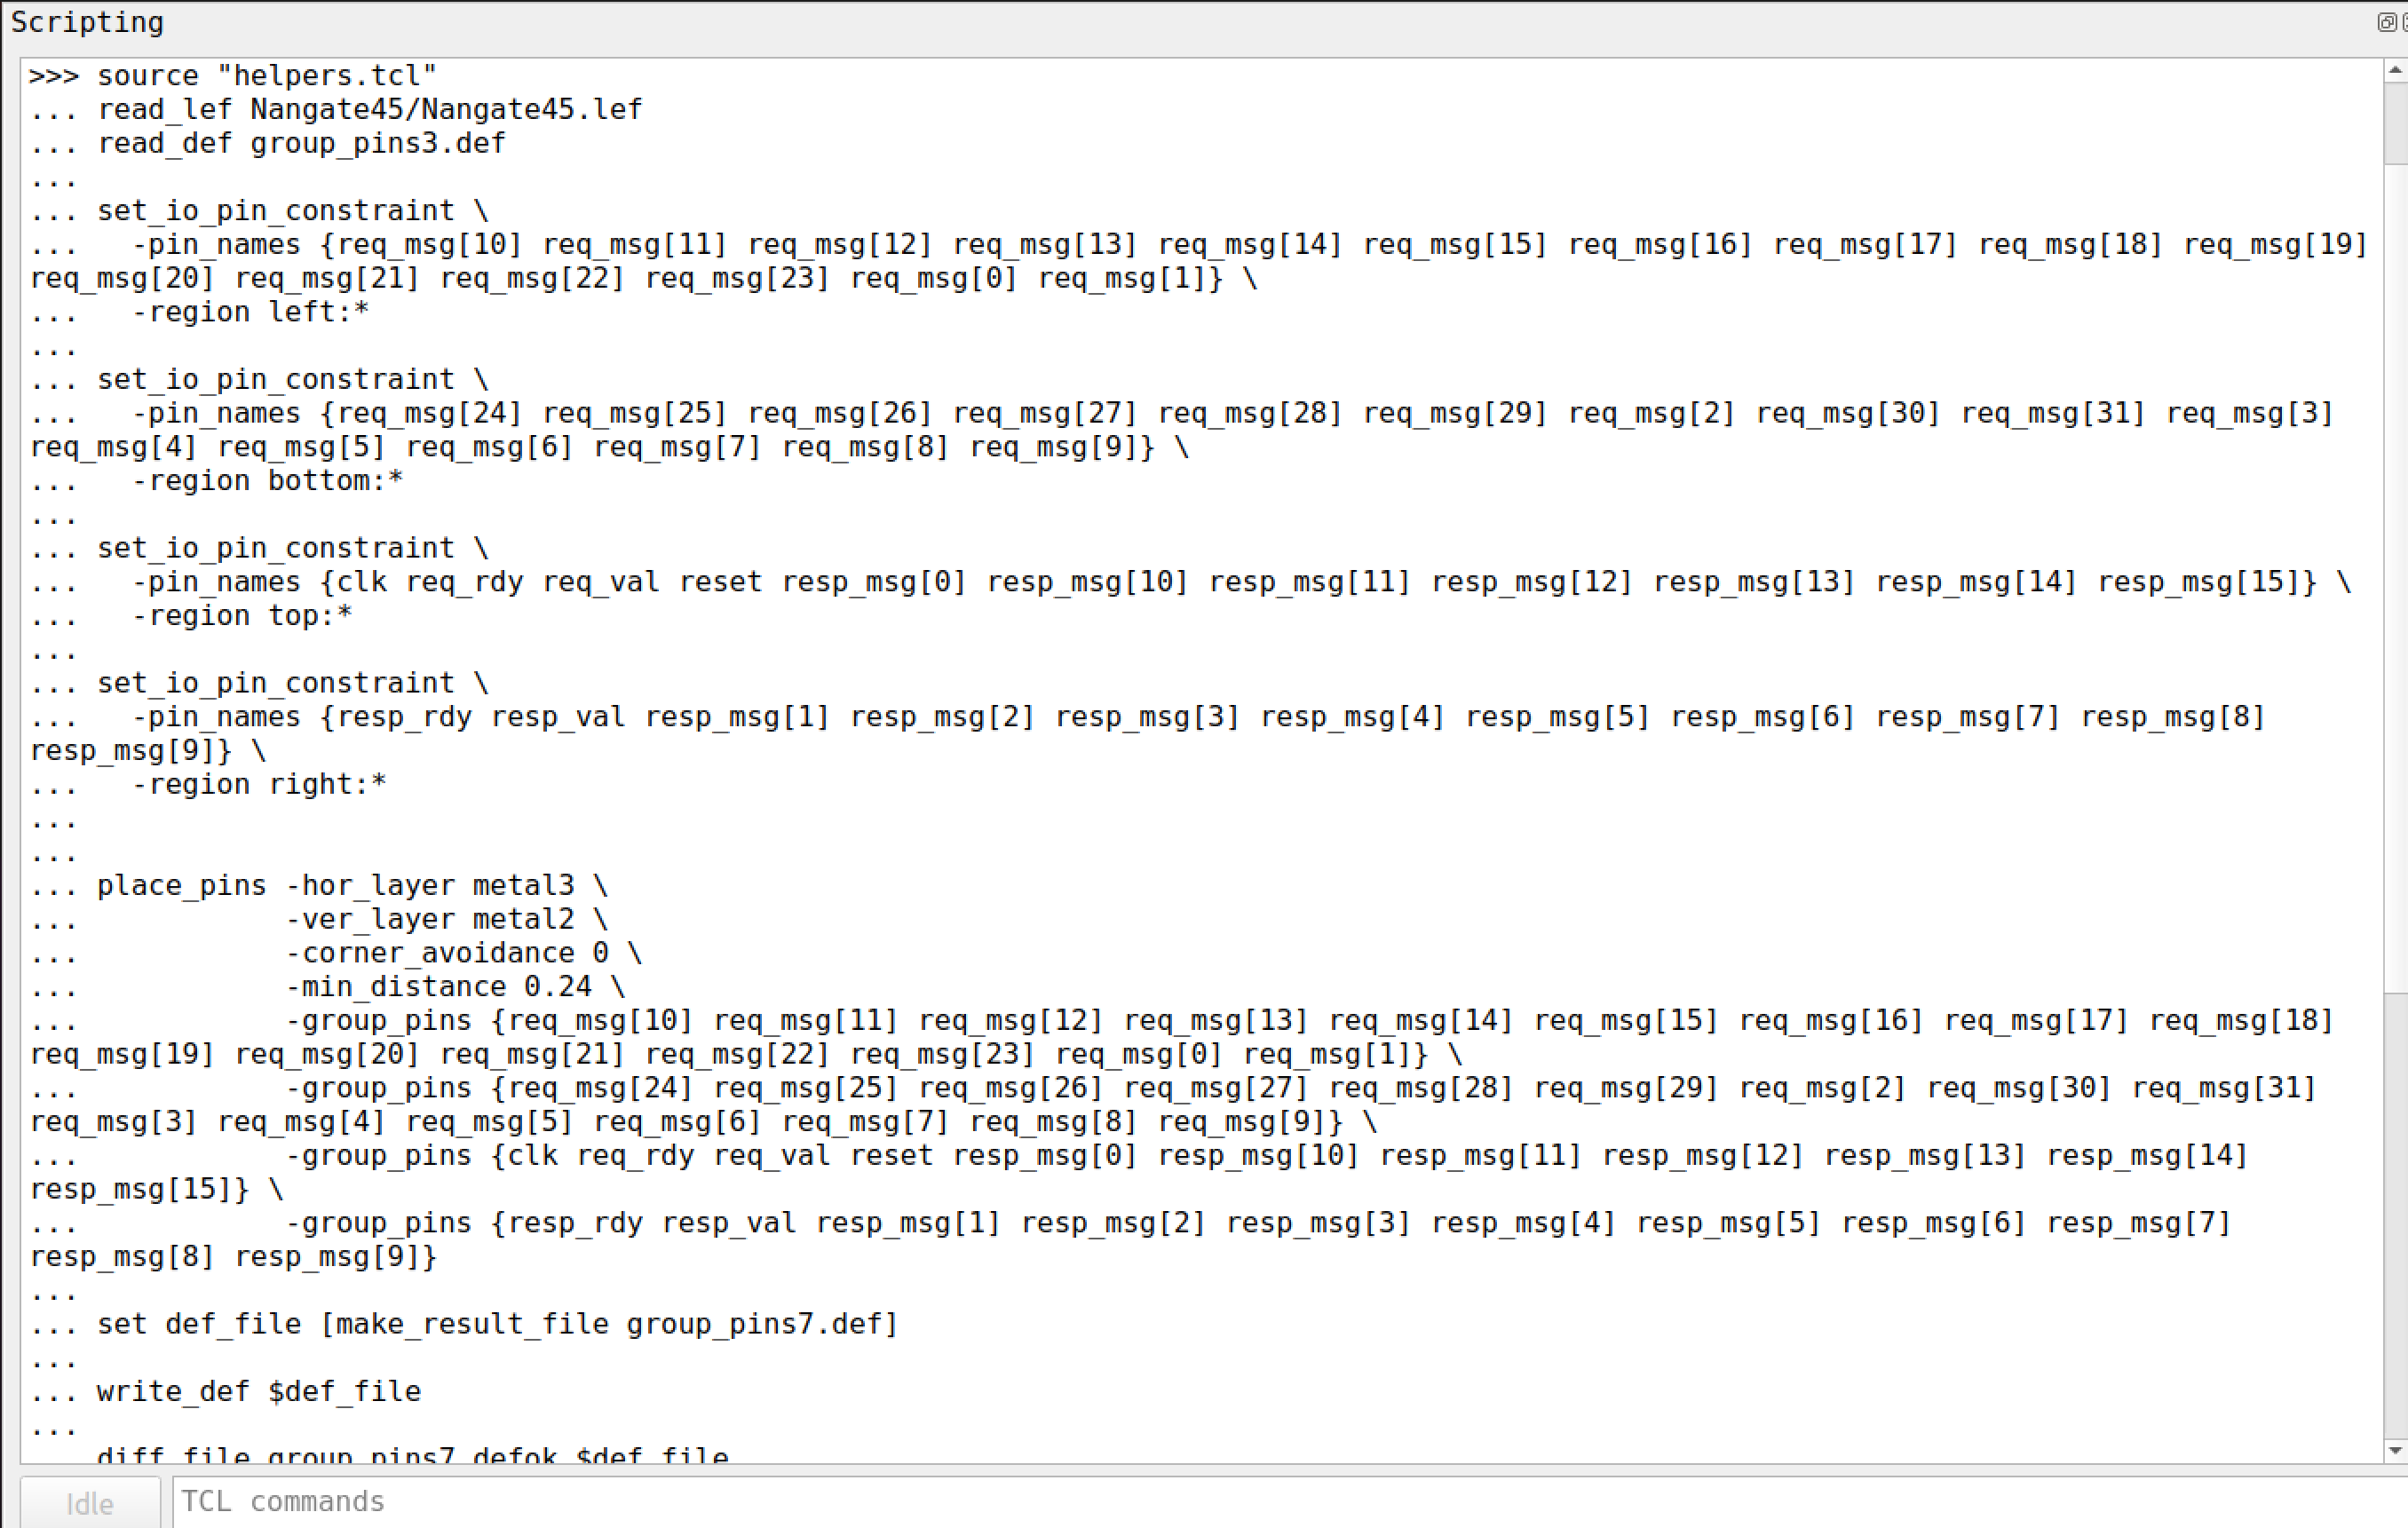 Scripting
>>> source "helpers.tcl"
... read_lef Nangate45/Nangate45.lef
... read_def group_pins3.def
...
... set_io_pin_constraint \
...   -pin_names {req_msg[10] req_msg[11] req_msg[12] req_msg[13] req_msg[14] req_msg[15] req_msg[16] req_msg[17] req_msg[18] req_msg[19]
req_msg[20] req_msg[21] req_msg[22] req_msg[23] req_msg[0] req_msg[1]} \
...   -region left:*
...
... set_io_pin_constraint \
...   -pin_names {req_msg[24] req_msg[25] req_msg[26] req_msg[27] req_msg[28] req_msg[29] req_msg[2] req_msg[30] req_msg[31] req_msg[3]
req_msg[4] req_msg[5] req_msg[6] req_msg[7] req_msg[8] req_msg[9]} \
...   -region bottom:*
...
... set_io_pin_constraint \
...   -pin_names {clk req_rdy req_val reset resp_msg[0] resp_msg[10] resp_msg[11] resp_msg[12] resp_msg[13] resp_msg[14] resp_msg[15]} \
...   -region top:*
...
... set_io_pin_constraint \
...   -pin_names {resp_rdy resp_val resp_msg[1] resp_msg[2] resp_msg[3] resp_msg[4] resp_msg[5] resp_msg[6] resp_msg[7] resp_msg[8]
resp_msg[9]} \
...   -region right:*
...
...
... place_pins -hor_layer metal3 \
...            -ver_layer metal2 \
...            -corner_avoidance 0 \
...            -min_distance 0.24 \
...            -group_pins {req_msg[10] req_msg[11] req_msg[12] req_msg[13] req_msg[14] req_msg[15] req_msg[16] req_msg[17] req_msg[18]
req_msg[19] req_msg[20] req_msg[21] req_msg[22] req_msg[23] req_msg[0] req_msg[1]} \
...            -group_pins {req_msg[24] req_msg[25] req_msg[26] req_msg[27] req_msg[28] req_msg[29] req_msg[2] req_msg[30] req_msg[31]
req_msg[3] req_msg[4] req_msg[5] req_msg[6] req_msg[7] req_msg[8] req_msg[9]} \
...            -group_pins {clk req_rdy req_val reset resp_msg[0] resp_msg[10] resp_msg[11] resp_msg[12] resp_msg[13] resp_msg[14]
resp_msg[15]} \
...            -group_pins {resp_rdy resp_val resp_msg[1] resp_msg[2] resp_msg[3] resp_msg[4] resp_msg[5] resp_msg[6] resp_msg[7]
resp_msg[8] resp_msg[9]}
...
... set def_file [make_result_file group_pins7.def]
...
... write_def $def_file
...
diff_file group_pins7.defok $def_file
Idle
TCL commands